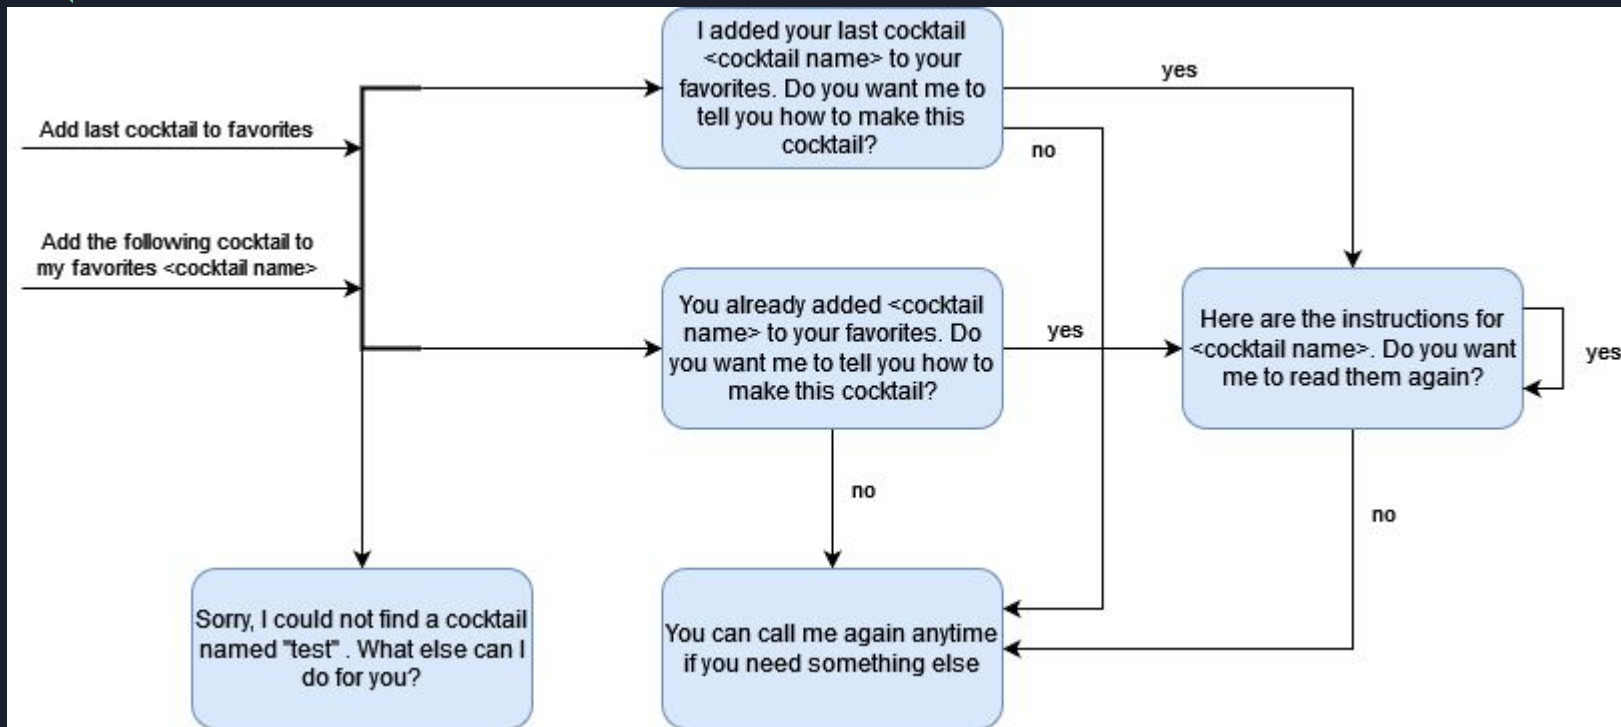 I added your last cocktail
<cocktail name> to your
favorites. Do you want me to
tell you how to make this
cocktail?
yes
no
Add last cocktail to favorites
Add the following cocktail to
my favorites <cocktail name>
You already added <cocktail
name> to your favorites. Do
you want me to tell you how to
make this cocktail?
yes
Here are the instructions for
<cocktail name>. Do you want
me to read them again?
yes
no
no
Sorry, I could not find a cocktail
named "test" . What else can I
do for you?
You can call me again anytime
if you need something else